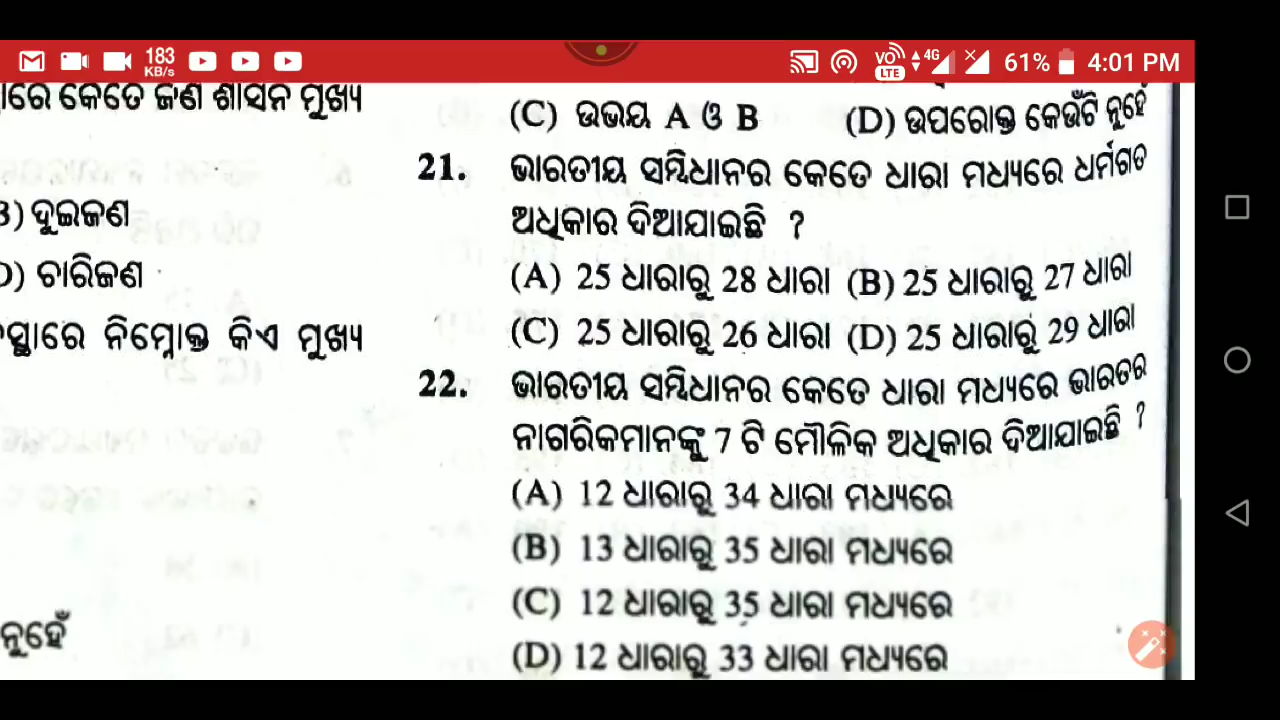 183
KB/s
VO
LTE
4G
61%
4:01 PM
କେତେ ଜଣ ଶାସନ ମୁଖ୍ୟ
ଦୁଇଜଣ
ଚାରିଜଣ
ନିମ୍ନୋକ୍ତ କିଏ ମୁଖ୍ୟ
ନୁହେଁ
(C) ଉଭୟ A ଓ B (D) ଉପରୋକ୍ତ କେଉଁଟି ନୁହେଁ
21. ଭାରତୀୟ ସମ୍ବିଧାନର କେତେ ଧାରା ମଧ୍ୟରେ ଧର୍ମଗତ
ଅଧିକାର ଦିଆଯାଇଛି ?
(A) 25 ଧାରାରୁ 28 ଧାରା (B) 25 ଧାରାରୁ 27 ଧାରା
(C) 25 ଧାରାରୁ 26 ଧାରା (D) 25 ଧାରାରୁ 29 ଧାରା
22. ଭାରତୀୟ ସମ୍ବିଧାନର କେତେ ଧାରା ମଧ୍ୟରେ ଭାରତର
ନାଗରିକମାନଙ୍କୁ 7 ଟି ମୌଳିକ ଅଧିକାର ଦିଆଯାଇଛି ?
(A) 12 ଧାରାରୁ 34 ଧାରା ମଧ୍ୟରେ
(B) 13 ଧାରାରୁ 35 ଧାରା ମଧ୍ୟରେ
(C) 12 ଧାରାରୁ 35 ଧାରା ମଧ୍ୟରେ
(D) 12 ଧାରାରୁ 33 ଧାରା ମଧ୍ୟରେ